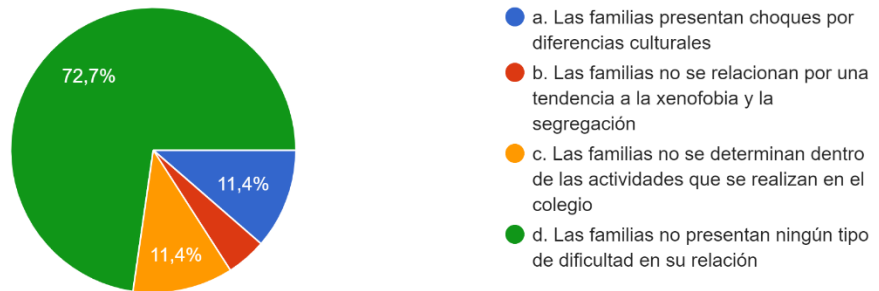 72,7%
11,4%
11,4%
a. Las familias presentan choques por
diferencias culturales
b. Las familias no se relacionan por una
tendencia a la xenofobia y la
segregación
c. Las familias no se determinan dentro
de las actividades que se realizan en el
colegio
d. Las familias no presentan ningún tipo
de dificultad en su relación